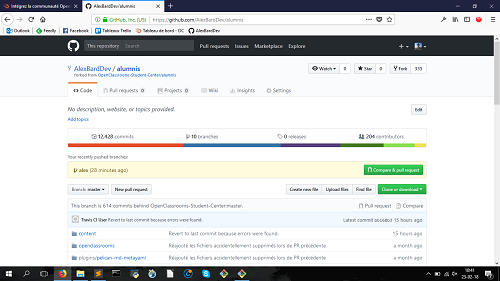 Intégrez la communauté Open
AlexBardDev/alumnis
GitHub, Inc. (US) https://github.com/AlexBardDev/alumnis
Search
Outlook Feedly Facebook Tableaux Trello Tableau de bord - OC AlexBardDev
This repository Search Pull requests Issues Marketplace Explore
AlexBardDev / alumnis
forked from OpenClassrooms-Student-Center/alumnis
Watch 0 Star 0 Fork 335
Code Pull requests 0 Projects 0 Wiki Insights Settings
No description, website, or topics provided. Edit
Add topics
12,428 commits 10 branches 0 releases 204 contributors
Your recently pushed branches:
alex (28 minutes ago) Compare & pull request
Branch: master New pull request Create new file Upload files Find file Clone or download
This branch is 614 commits behind OpenClassrooms-Student-Center:master. Pull request Compare
Travis CI User Revert to last commit because errors were found. Latest commit 15 hours ago
content Revert to last commit because errors were found. 15 hours ago
openclassrooms Réajouté les fichiers accidentellement supprimés lors de PR précédente a month ago
plugins/pelican-md-metayaml Réajouté les fichiers accidentellement supprimés lors de PR précédente a month ago
10:41
23-02-18